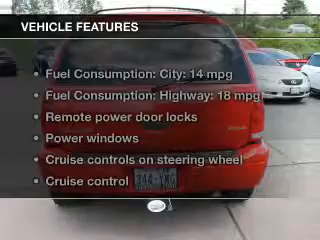 VEHICLE FEATURES
• Fuel Consumption: City: 14 mpg
• Fuel Consumption: Highway: 18 mpg
• Remote power door locks
• Power windows
• Cruise controls on steering wheel
• Cruise control